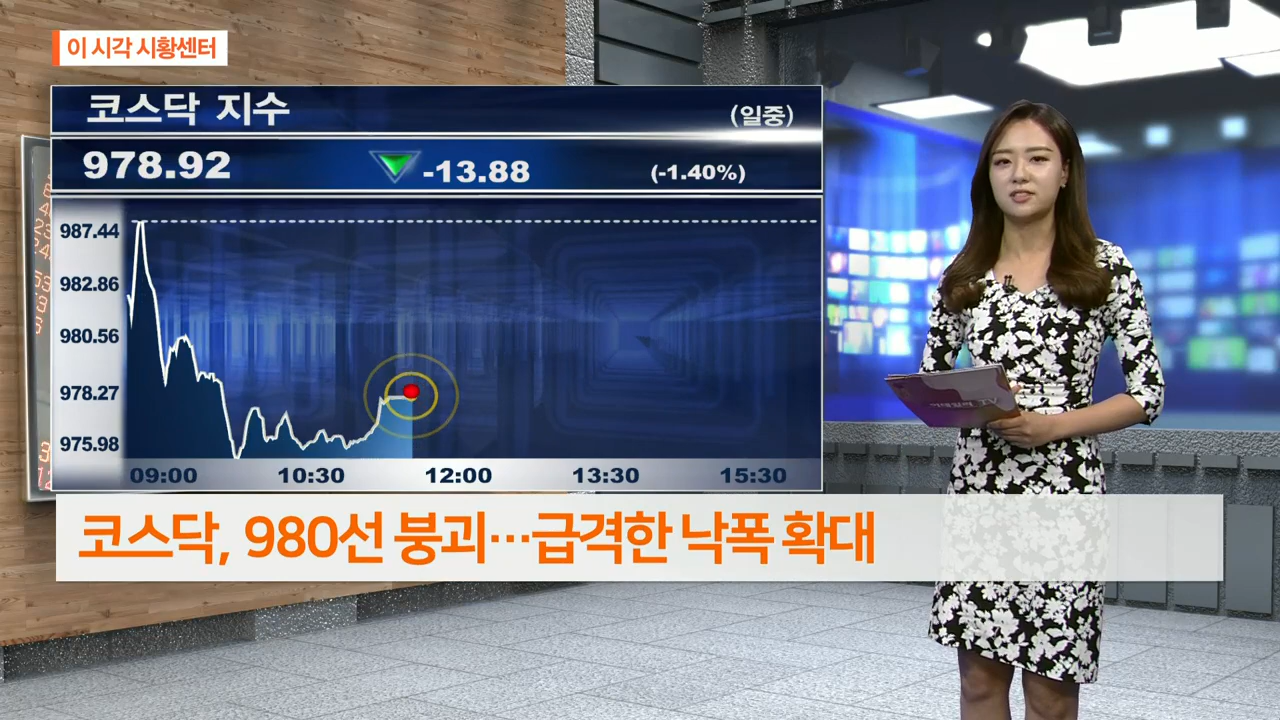 이 시각 시황센터
코스닥 지수
(일중)
978.92 ▼ -13.88 (-1.40%)
987.44
982.86
980.56
978.27
975.98
09:00 10:30 12:00 13:30 15:30
코스닥, 980선 붕괴…급격한 낙폭 확대